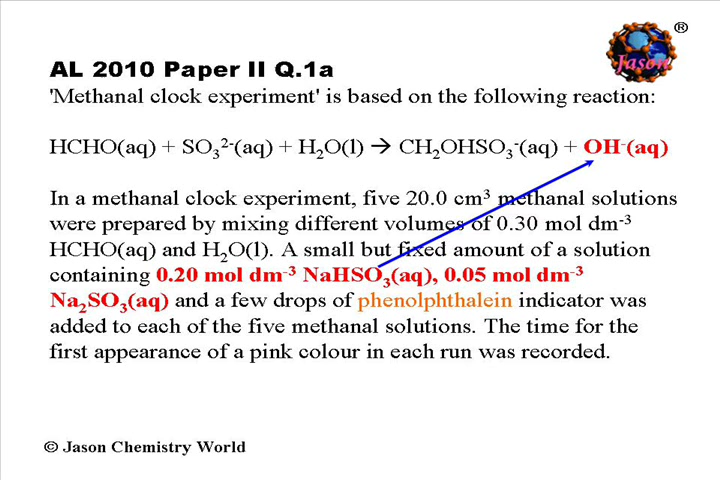 Jason
®
AL 2010 Paper II Q.1a
'Methanal clock experiment' is based on the following reaction:
HCHO(aq) + SO₃²⁻(aq) + H₂O(l) → CH₂OHSO₃⁻(aq) + OH⁻(aq)
In a methanal clock experiment, five 20.0 cm³ methanal solutions
were prepared by mixing different volumes of 0.30 mol dm⁻³
HCHO(aq) and H₂O(l). A small but fixed amount of a solution
containing 0.20 mol dm⁻³ NaHSO₃(aq), 0.05 mol dm⁻³
Na₂SO₃(aq) and a few drops of phenolphthalein indicator was
added to each of the five methanal solutions. The time for the
first appearance of a pink colour in each run was recorded.
© Jason Chemistry World